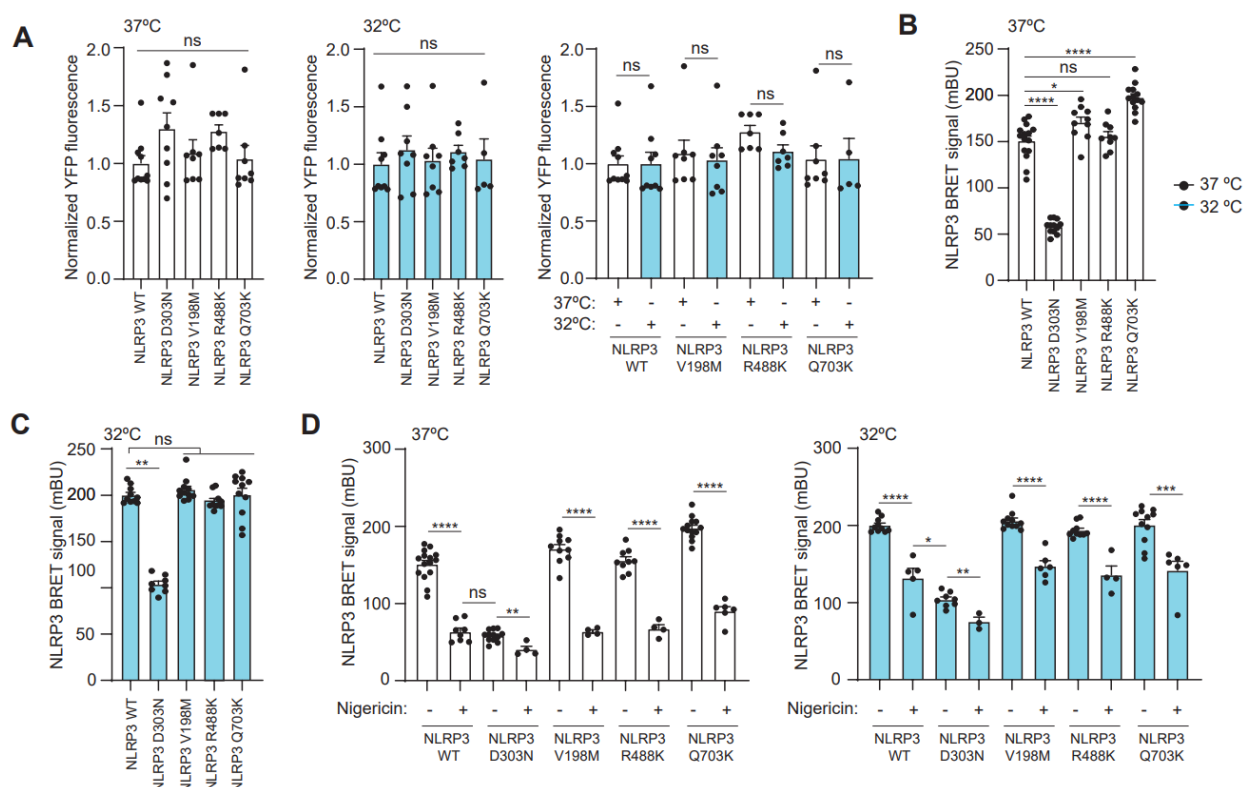 A
37ºC
ns
Normalized YFP fluorescence
2.0
1.5
1.0
0.5
0.0
NLRP3 WT
NLRP3 D303N
NLRP3 V198M
NLRP3 R488K
NLRP3 Q703K
32ºC
ns
Normalized YFP fluorescence
2.0
1.5
1.0
0.5
0.0
NLRP3 WT
NLRP3 D303N
NLRP3 V198M
NLRP3 R488K
NLRP3 Q703K
Normalized YFP fluorescence
2.0
1.5
1.0
0.5
0.0
ns
ns
ns
ns
37ºC: + - + - + - + -
32ºC: - + - + - + - +
NLRP3 NLRP3 NLRP3 NLRP3
WT V198M R488K Q703K
B
37ºC
****
ns
*
****
NLRP3 BRET signal (mBU)
250
200
150
100
50
0
NLRP3 WT
NLRP3 D303N
NLRP3 V198M
NLRP3 R488K
NLRP3 Q703K
37 ºC
32 ºC
C
32ºC
ns
**
NLRP3 BRET signal (mBU)
250
200
150
100
50
0
NLRP3 WT
NLRP3 D303N
NLRP3 V198M
NLRP3 R488K
NLRP3 Q703K
D
37ºC
NLRP3 BRET signal (mBU)
300
200
100
0
****
ns
**
****
****
****
Nigericin: - + - + - + - + - +
NLRP3 NLRP3 NLRP3 NLRP3 NLRP3
WT D303N V198M R488K Q703K
32ºC
NLRP3 BRET signal (mBU)
300
200
100
0
****
*
**
****
****
***
Nigericin: - + - + - + - + - +
NLRP3 NLRP3 NLRP3 NLRP3 NLRP3
WT D303N V198M R488K Q703K